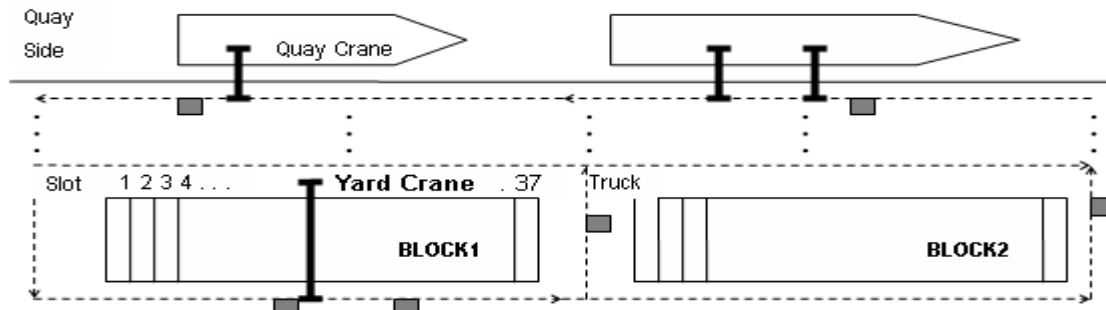 Quay
Side
Quay Crane
Slot 1 2 3 4 . . . Yard Crane . 37 Truck
BLOCK1 BLOCK2